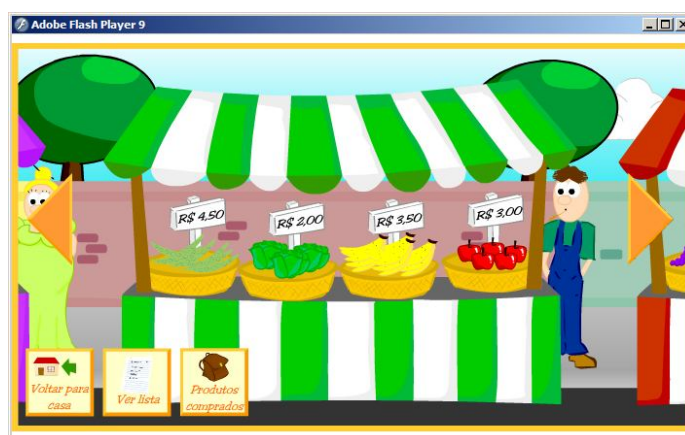 Adobe Flash Player 9
R$ 4,50
R$ 2,00
R$ 3,50
R$ 3,00
Voltar para
casa
Ver lista
Produtos
comprados